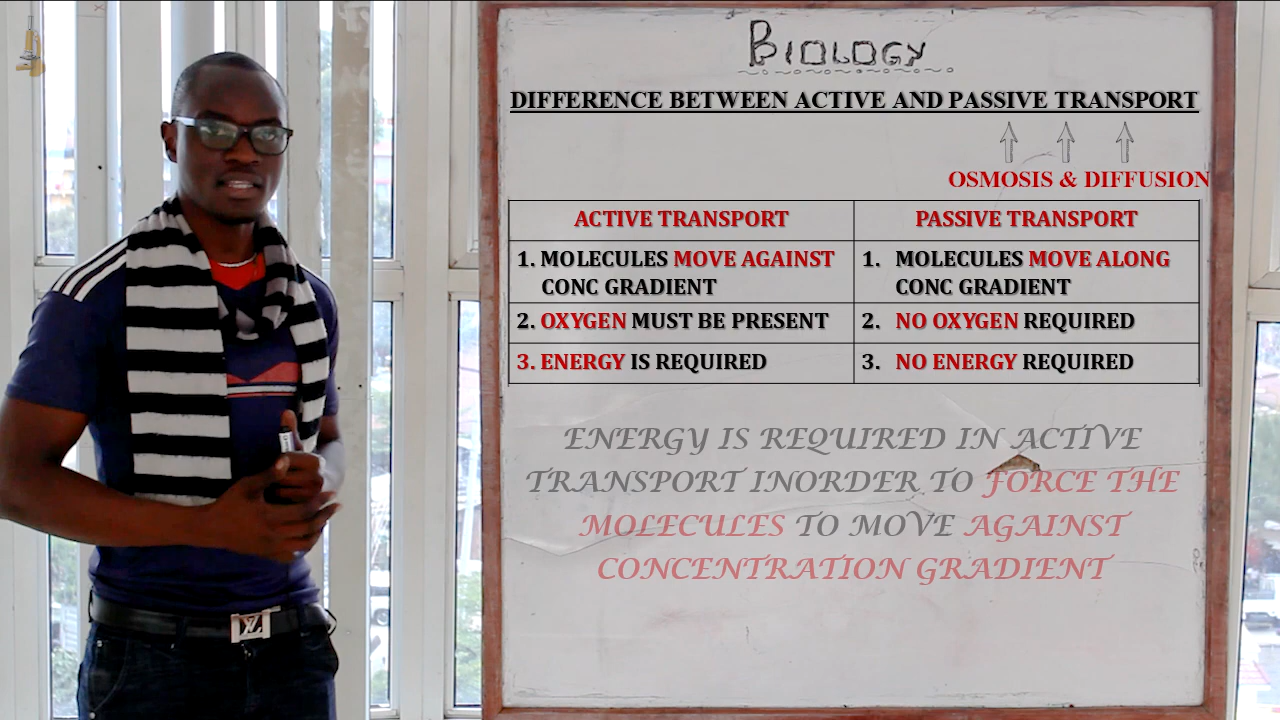 BIOLOGY
DIFFERENCE BETWEEN ACTIVE AND PASSIVE TRANSPORT
OSMOSIS & DIFFUSION
ACTIVE TRANSPORT
PASSIVE TRANSPORT
1. MOLECULES MOVE AGAINST
CONC GRADIENT
1. MOLECULES MOVE ALONG
CONC GRADIENT
2. OXYGEN MUST BE PRESENT
2. NO OXYGEN REQUIRED
3. ENERGY IS REQUIRED
3. NO ENERGY REQUIRED
ENERGY IS REQUIRED IN ACTIVE
TRANSPORT INORDER TO FORCE THE
MOLECULES TO MOVE AGAINST
CONCENTRATION GRADIENT